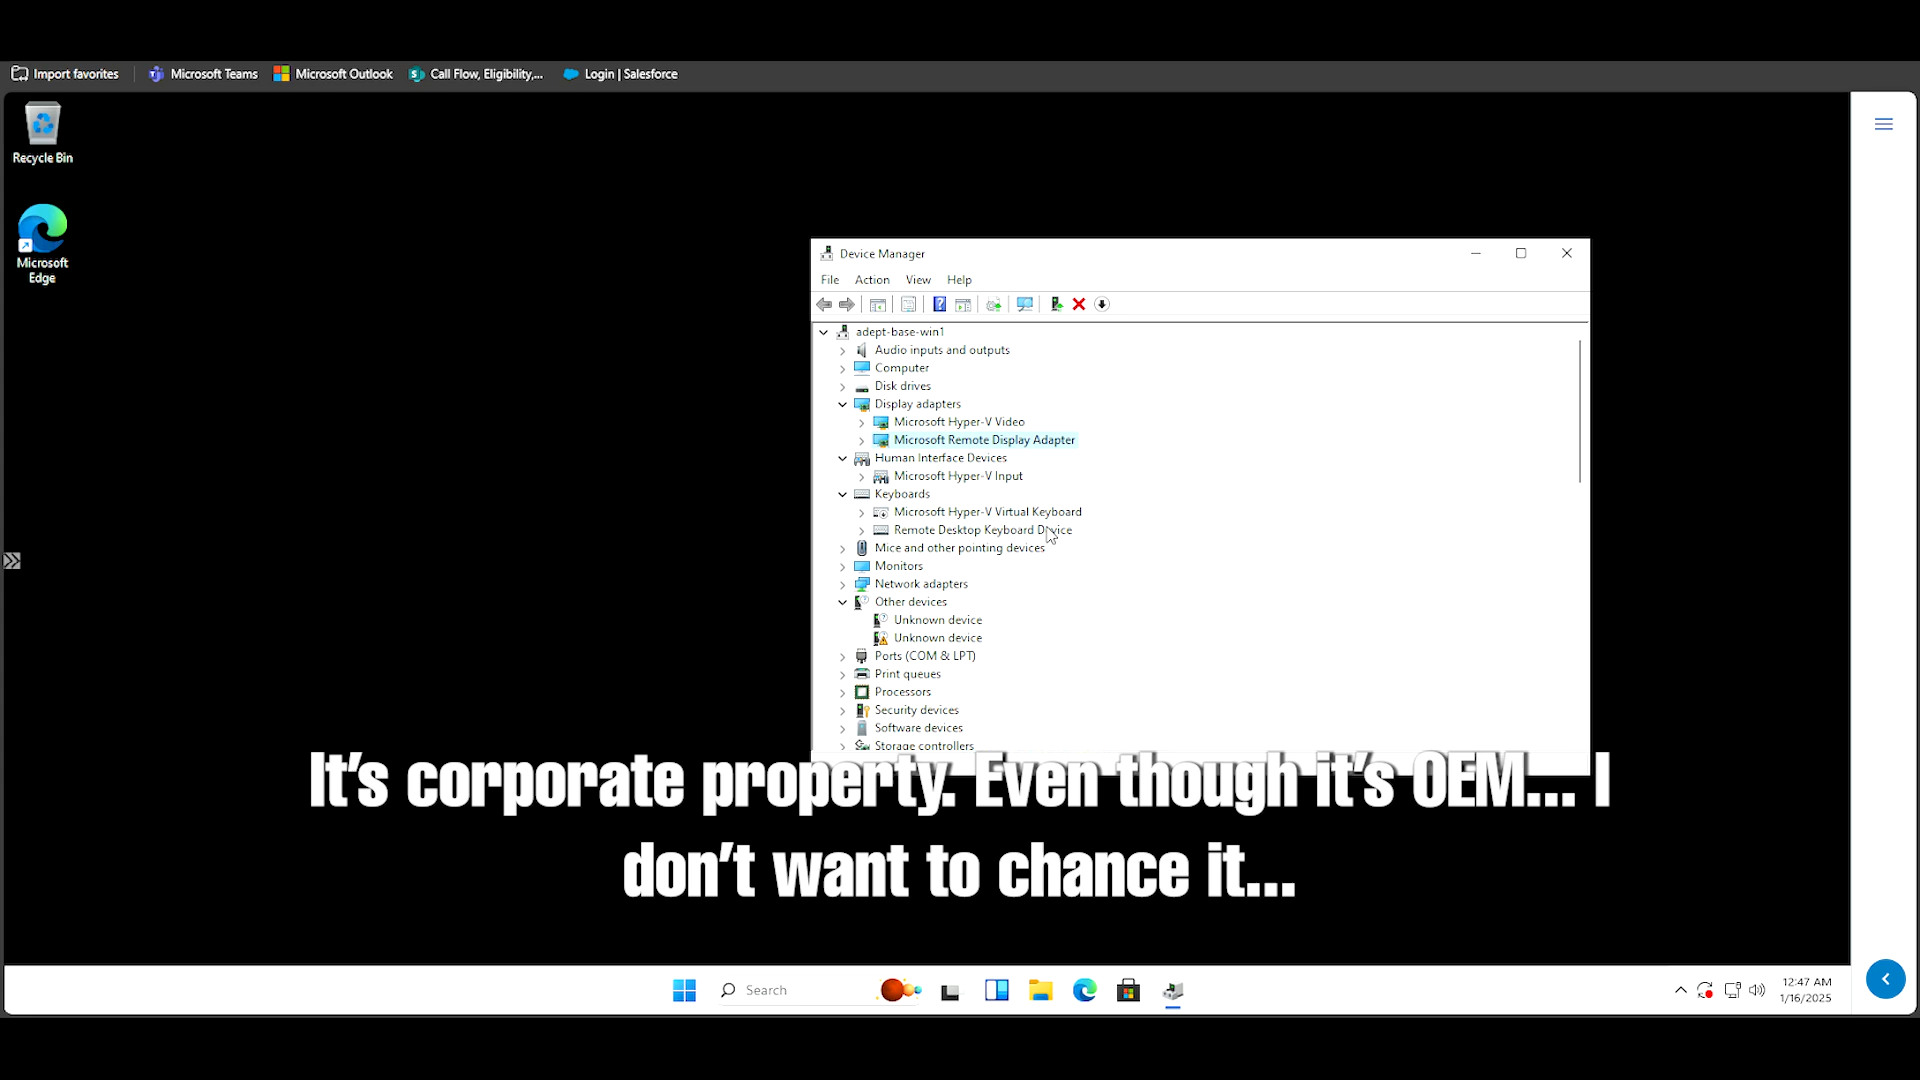 Import favorites
Microsoft Teams
Microsoft Outlook
Call Flow, Eligibility,...
Login | Salesforce
Recycle Bin
Microsoft
Edge
Device Manager
File Action View Help
adept-base-win1
Audio inputs and outputs
Computer
Disk drives
Display adapters
Microsoft Hyper-V Video
Microsoft Remote Display Adapter
Human Interface Devices
Microsoft Hyper-V Input
Keyboards
Microsoft Hyper-V Virtual Keyboard
Remote Desktop Keyboard Device
Mice and other pointing devices
Monitors
Network adapters
Other devices
Unknown device
Unknown device
Ports (COM & LPT)
Print queues
Processors
Security devices
Software devices
Storage controllers
It's corporate property. Even though it's OEM... I
don't want to chance it...
Search
12:47 AM
1/16/2025